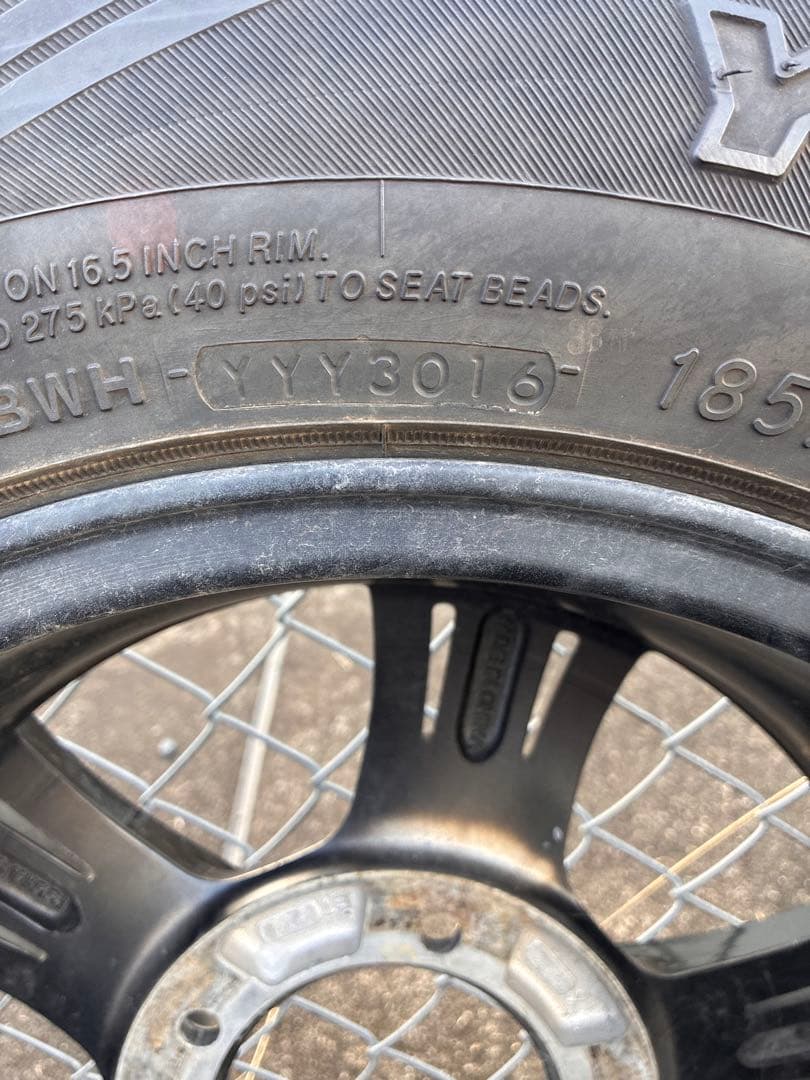 Y
ON 16.5 INCH RIM.
275 kPa (40 psi) TO SEAT BEADS.
BWH - YYY3016 - 185